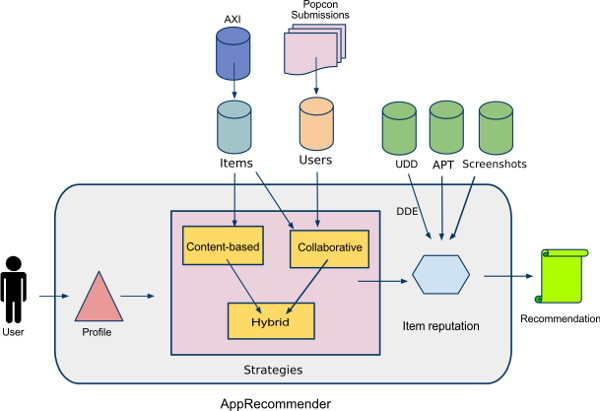 Popcon
Submissions
AXI
Items
Users
UDD
APT
Screenshots
DDE
Content-based
Collaborative
Hybrid
User
Profile
Item reputation
Recommendation
Strategies
AppRecommender